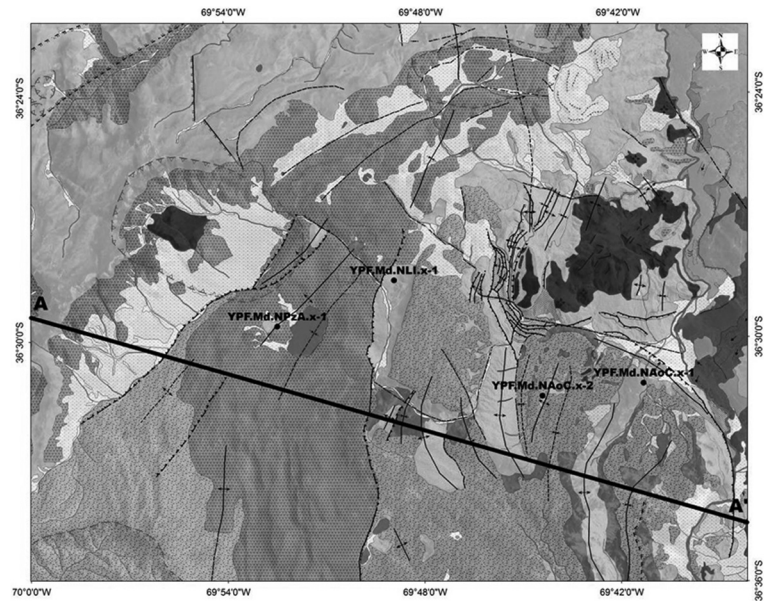 69°54'0"W
69°48'0"W
69°42'0"W
N
W
E
S
36°24'0"S
36°24'0"S
YPF.Md.NLl.x-1
A
YPF.Md.NPzA.x-1
36°30'0"S
36°30'0"S
YPF.Md.NAoC.x-1
YPF.Md.NAoC.x-2
A'
36°36'0"S
70°0'0"W
69°54'0"W
69°48'0"W
69°42'0"W